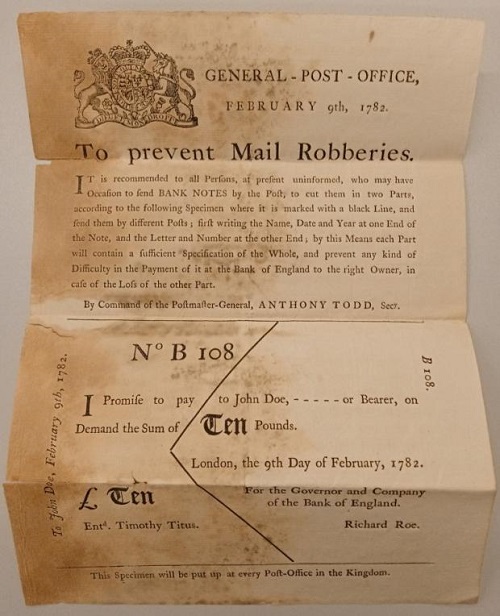 GENERAL-POST-OFFICE,
FEBRUARY 9th, 1782.
To prevent Mail Robberies.
IT is recommended to all Perſons, at preſent uninformed, who may have
Occaſion to ſend BANK NOTES by the Poſt, to cut them in two Parts,
according to the following Specimen where it is marked with a black Line, and
ſend them by different Poſts; firſt writing the Name, Date and Year at one End of
the Note, and the Letter and Number at the other End; by this Means each Part
will contain a ſufficient Specification of the Whole, and prevent any kind of
Difficulty in the Payment of it at the Bank of England to the right Owner, in
caſe of the Loſs of the other Part.
By Command of the Poſtmaſter-General, ANTHONY TODD, Secr.
No B 108
B 108.
To John Doe, February 9th, 1782.
I Promiſe to pay to John Doe, - - - - - or Bearer, on
Demand the Sum of Ten Pounds.
London, the 9th Day of February, 1782.
£ Ten
For the Governor and Company
of the Bank of England.
Entd. Timothy Titus.
Richard Roe.
This Specimen will be put up at every Poſt-Office in the Kingdom.